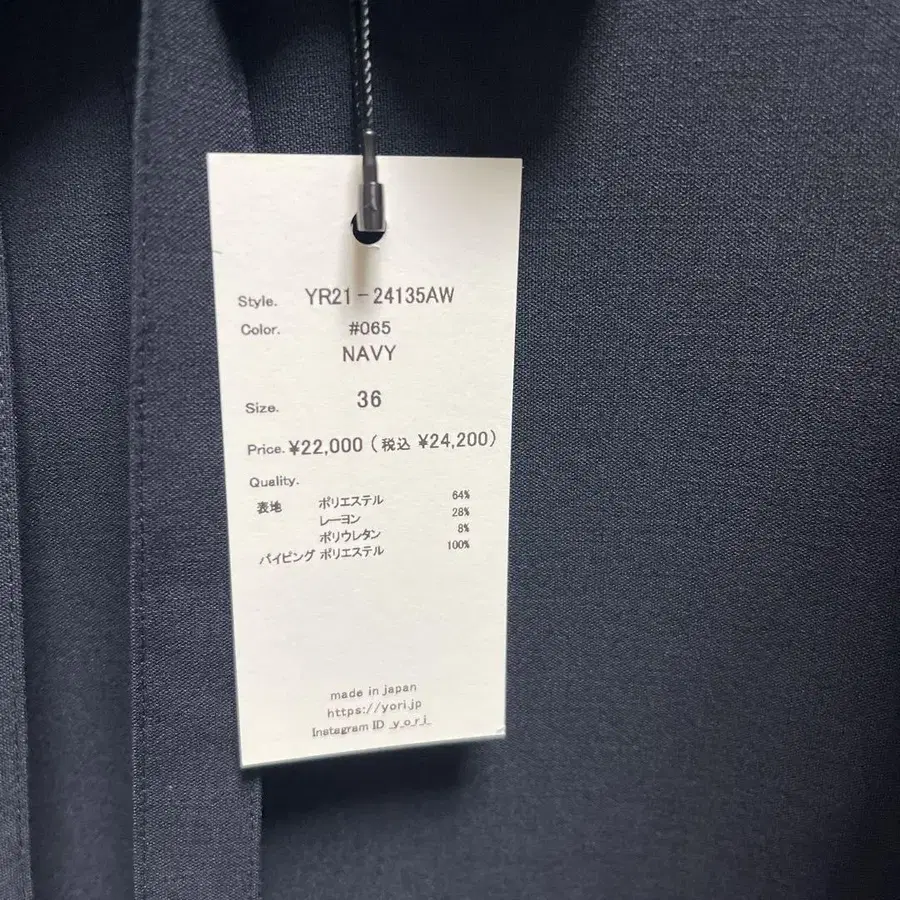 Style. YR21-24135AW
Color. #065
NAVY
Size. 36
Price. ¥22,000 (税込 ¥24,200)
Quality.
表地 ポリエステル 64%
レーヨン 28%
ポリウレタン 8%
パイピング ポリエステル 100%
made in japan
https://yori.jp
Instagram ID _y_o_r_i_